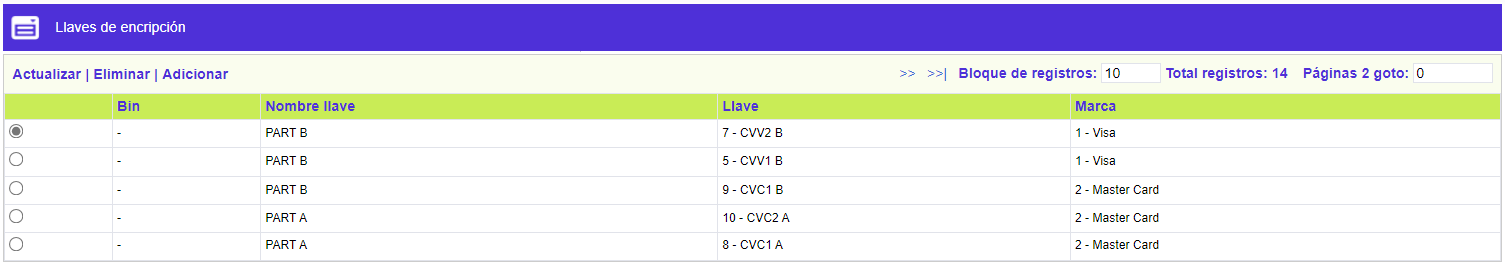 Llaves de encripción
Actualizar | Eliminar | Adicionar >> >>| Bloque de registros: 10 Total registros: 14 Páginas 2 goto: 0
Bin Nombre llave Llave Marca
- PART B 7 - CVV2 B 1 - Visa
- PART B 5 - CVV1 B 1 - Visa
- PART B 9 - CVC1 B 2 - Master Card
- PART A 10 - CVC2 A 2 - Master Card
- PART A 8 - CVC1 A 2 - Master Card